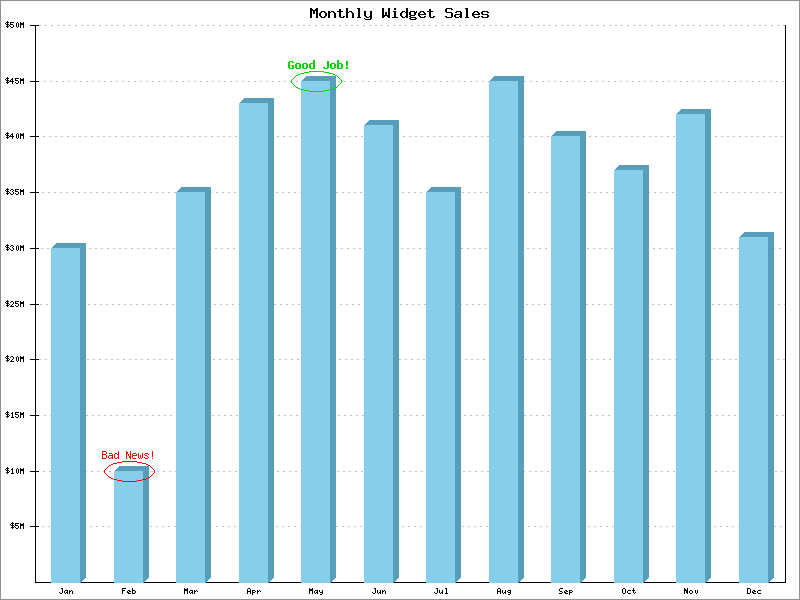 Monthly Widget Sales
$50M
Good Job!
$45M
$40M
$35M
$30M
$25M
$20M
$15M
Bad News!
$10M
$5M
Jan Feb Mar Apr May Jun Jul Aug Sep Oct Nov Dec